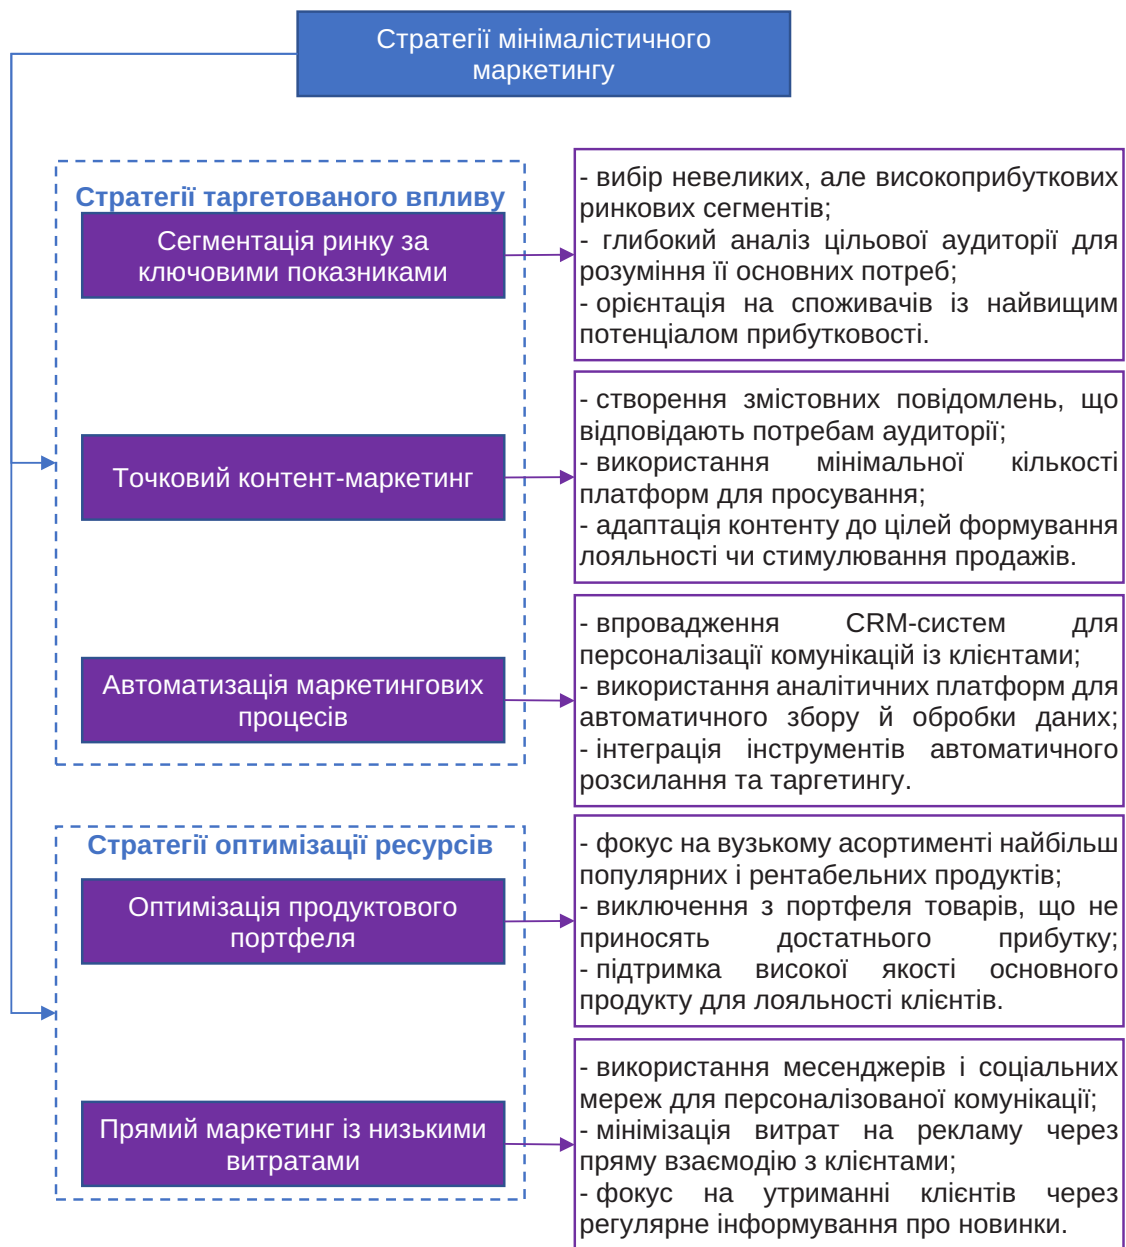 Стратегії мінімалістичного
маркетингу
Стратегії таргетованого впливу
Сегментація ринку за
ключовими показниками
- вибір невеликих, але високоприбуткових
ринкових сегментів;
- глибокий аналіз цільової аудиторії для
розуміння її основних потреб;
- орієнтація на споживачів із найвищим
потенціалом прибутковості.
Точковий контент-маркетинг
- створення змістовних повідомлень, що
відповідають потребам аудиторії;
- використання мінімальної кількості
платформ для просування;
- адаптація контенту до цілей формування
лояльності чи стимулювання продажів.
Автоматизація маркетингових
процесів
- впровадження CRM-систем для
персоналізації комунікацій із клієнтами;
- використання аналітичних платформ для
автоматичного збору й обробки даних;
- інтеграція інструментів автоматичного
розсилання та таргетингу.
Стратегії оптимізації ресурсів
Оптимізація продуктового
портфеля
- фокус на вузькому асортименті найбільш
популярних і рентабельних продуктів;
- виключення з портфеля товарів, що не
приносять достатнього прибутку;
- підтримка високої якості основного
продукту для лояльності клієнтів.
Прямий маркетинг із низькими
витратами
- використання месенджерів і соціальних
мереж для персоналізованої комунікації;
- мінімізація витрат на рекламу через
пряму взаємодію з клієнтами;
- фокус на утриманні клієнтів через
регулярне інформування про новинки.